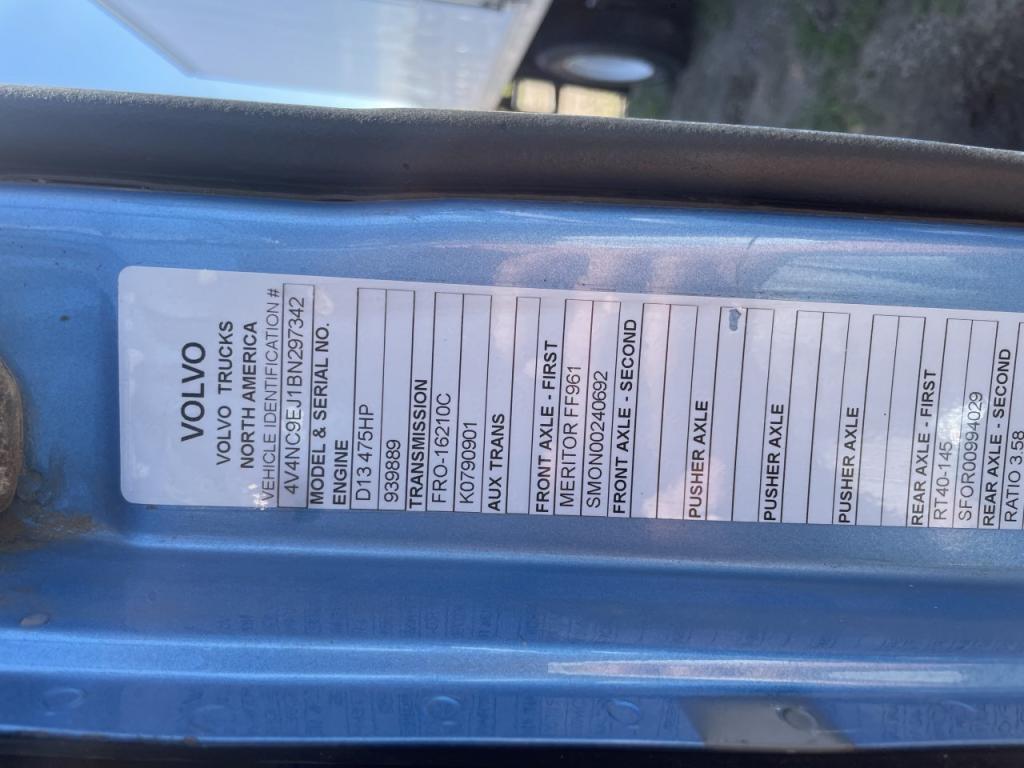 VOLVO
VOLVO TRUCKS
NORTH AMERICA
VEHICLE IDENTIFICATION #
4V4N C9EJ1BN297342
MODEL & SERIAL NO.
ENGINE
D13 475HP
939889
TRANSMISSION
FRO-16210C
K0790901
AUX TRANS
FRONT AXLE - FIRST
MERITOR FF961
SMON00240692
FRONT AXLE - SECOND
PUSHER AXLE
PUSHER AXLE
PUSHER AXLE
REAR AXLE - FIRST
RT40-145
SFOR00994029
REAR AXLE - SECOND
RATIO 3.58